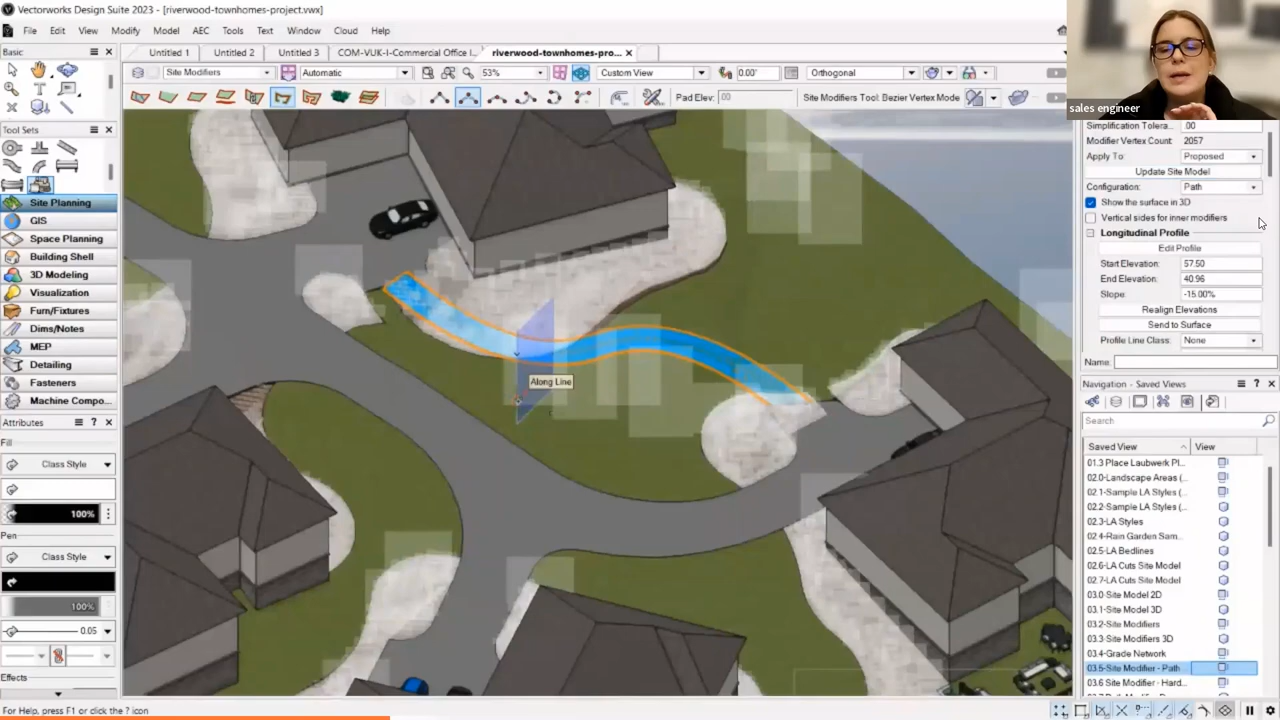 Vectorworks Design Suite 2023 - [riverwood-townhomes-project.vwx]
File Edit View Modify Model AEC Tools Text Window Cloud Help
Basic
Untitled 1 Untitled 2 Untitled 3 COM-VUK-I-Commercial Office I... riverwood-townhomes-pro...
Site Modifiers Automatic 53% Custom View 0.00' Orthogonal
Pad Elev: .00 Site Modifiers Tool: Bezier Vertex Mode
sales engineer
Tool Sets
Site Planning
GIS
Space Planning
Building Shell
3D Modeling
Visualization
Furn/Fixtures
Dims/Notes
MEP
Detailing
Fasteners
Machine Compo...
Attributes
Fill
Class Style
100%
Pen
Class Style
100%
0.05
Effects
Along Line
Simplification Tolera... .00
Modifier Vertex Count: 2057
Apply To: Proposed
Update Site Model
Configuration: Path
Show the surface in 3D
Vertical sides for inner modifiers
Longitudinal Profile
Edit Profile
Start Elevation: 57.50
End Elevation: 40.96
Slope: -15.00%
Realign Elevations
Send to Surface
Profile Line Class: None
Name:
Navigation - Saved Views
Search
Saved View View
01.3 Place Laubwerk Pl...
02.0-Landscape Areas (...
02.1-Sample LA Styles (...
02.2-Sample LA Styles (...
02.3-LA Styles
02.4-Rain Garden Sam...
02.5-LA Bedlines
02.6-LA Cuts Site Model
02.7-LA Cuts Site Model
03.0-Site Model 2D
03.1-Site Model 3D
03.2-Site Modifiers
03.3-Site Modifiers 3D
03.4-Grade Network
03.5-Site Modifier - Path
03.6 Site Modifier - Hard...
For Help, press F1 or click the ? icon